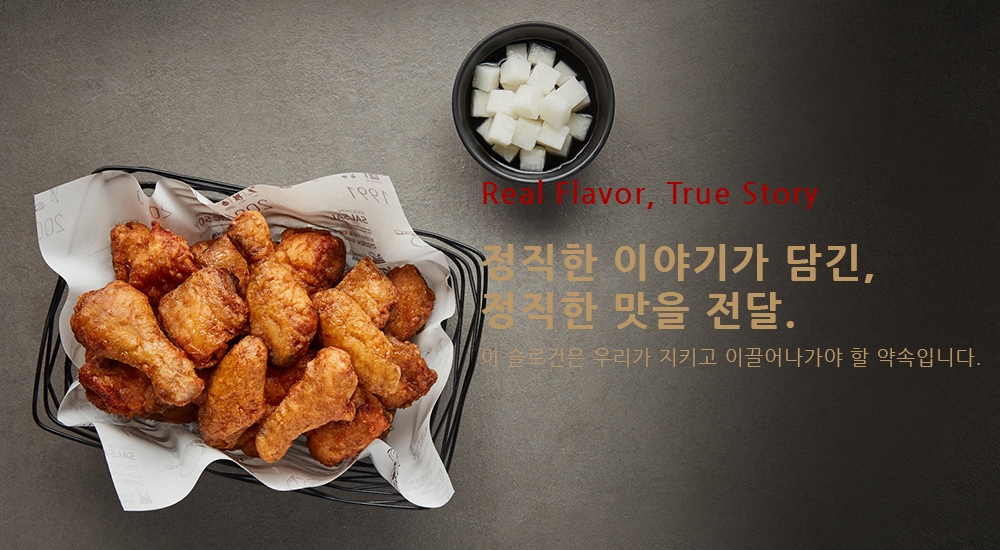 Real Flavor, True Story
정직한 이야기가 담긴,
정직한 맛을 전달.
이 슬로건은 우리가 지키고 이끌어나가야 할 약속입니다.
1991